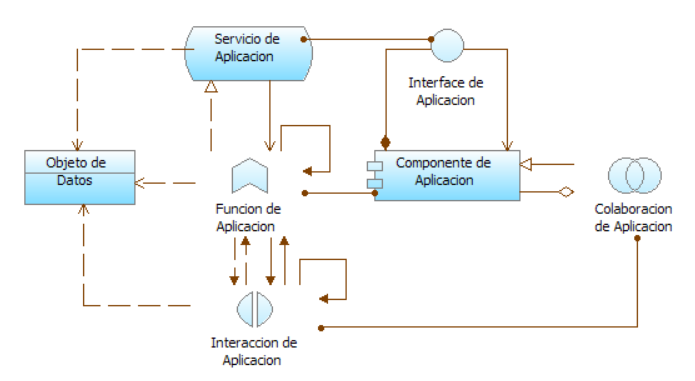 Servicio de
Aplicacion
Interface de
Aplicacion
Objeto de
Datos
Componente de
Aplicacion
Funcion de
Aplicacion
Colaboracion
de Aplicacion
Interaccion de
Aplicacion